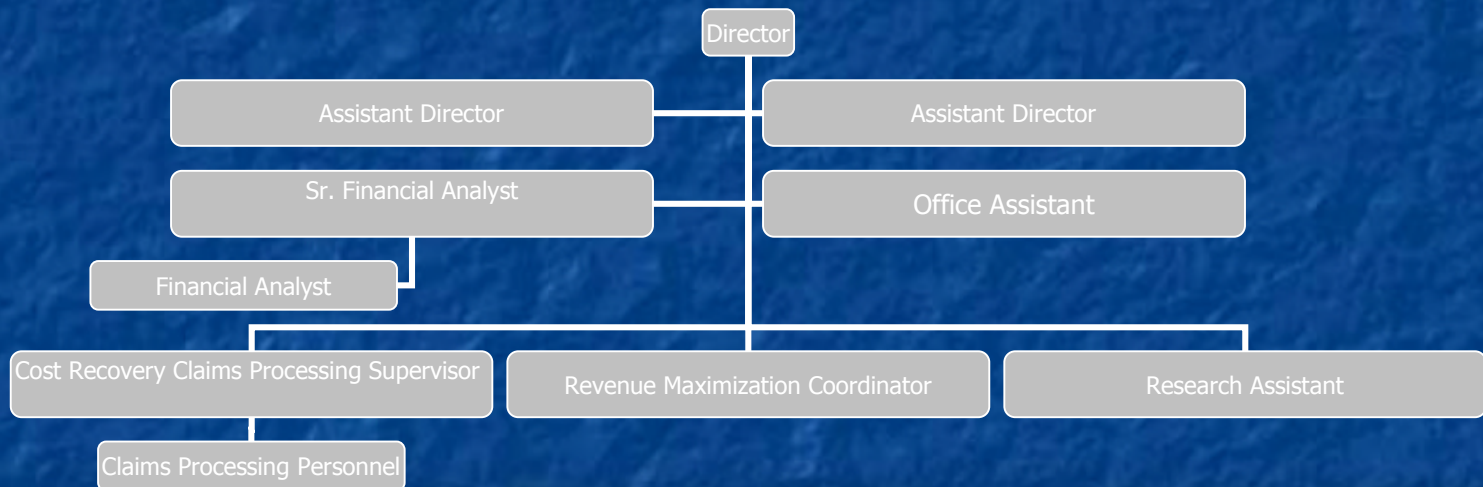 Director
Assistant Director
Assistant Director
Sr. Financial Analyst
Office Assistant
Financial Analyst
Cost Recovery Claims Processing Supervisor
Revenue Maximization Coordinator
Research Assistant
Claims Processing Personnel